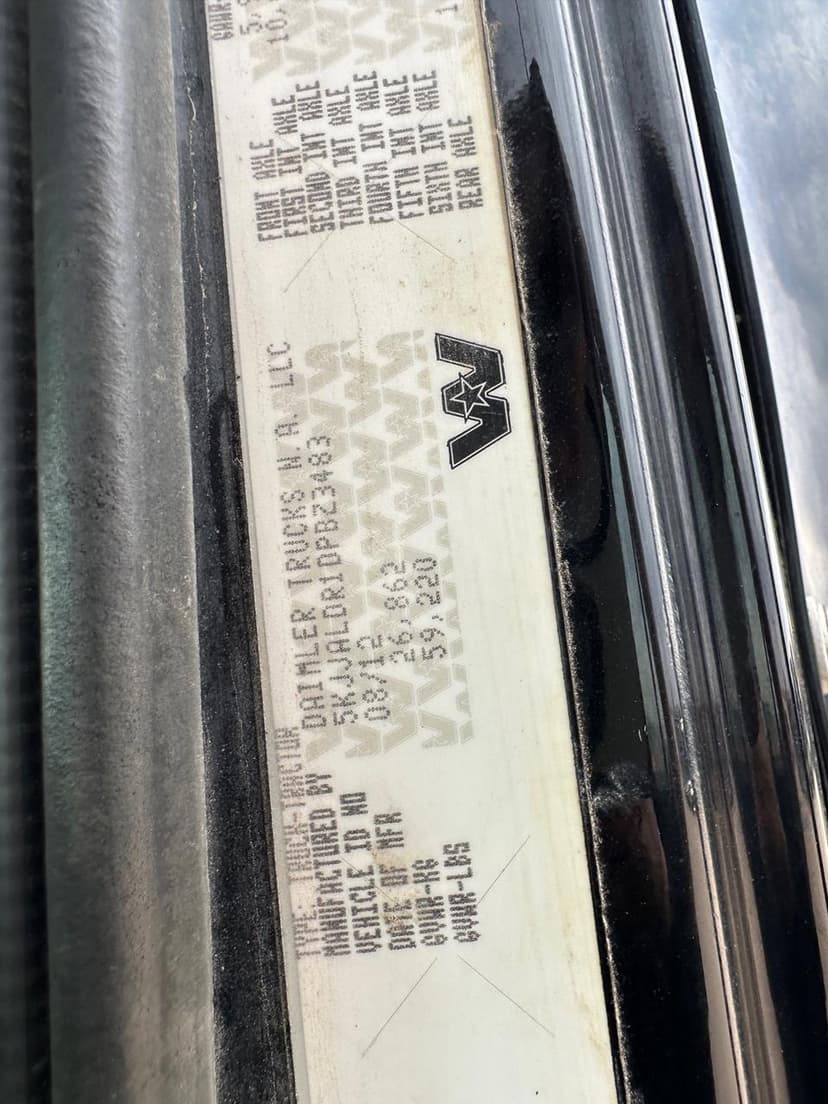 TYPE: TRUCK-TRACTOR
MANUFACTURED BY DAIMLER TRUCKS N.A. LLC
VEHICLE ID NO 5KJJALDR1DPB23483
DATE OF MFR 08/12
GVWR-KG 26,862
GVWR-LBS 59,220
FRONT AXLE
FIRST INT AXLE
SECOND INT AXLE
THIRD INT AXLE
FOURTH INT AXLE
FIFTH INT AXLE
SIXTH INT AXLE
REAR AXLE